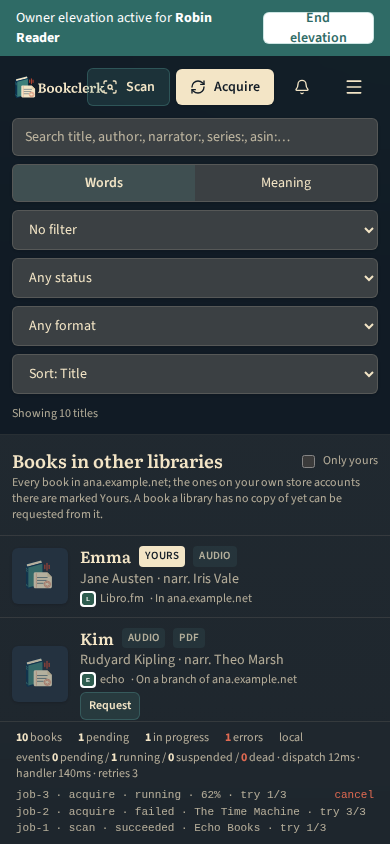 Owner elevation active for Robin
Reader
End
elevation
Bookclerk
Scan
Acquire
Search title, author:, narrator:, series:, asin:…
Words
Meaning
No filter
Any status
Any format
Sort: Title
Showing 10 titles
Books in other libraries
Only yours
Every book in ana.example.net; the ones on your own store accounts
there are marked Yours. A book a library has no copy of yet can be
requested from it.
Emma YOURS AUDIO
Jane Austen · narr. Iris Vale
L Libro.fm · In ana.example.net
Kim AUDIO PDF
Rudyard Kipling · narr. Theo Marsh
E echo · On a branch of ana.example.net
Request
10 books 1 pending 1 in progress 1 errors local
events 0 pending / 1 running / 0 suspended / 0 dead · dispatch 12ms ·
handler 140ms · retries 3
job-3 · acquire · running · 62% · try 1/3 cancel
job-2 · acquire · failed · The Time Machine · try 3/3
job-1 · scan · succeeded · Echo Books · try 1/3